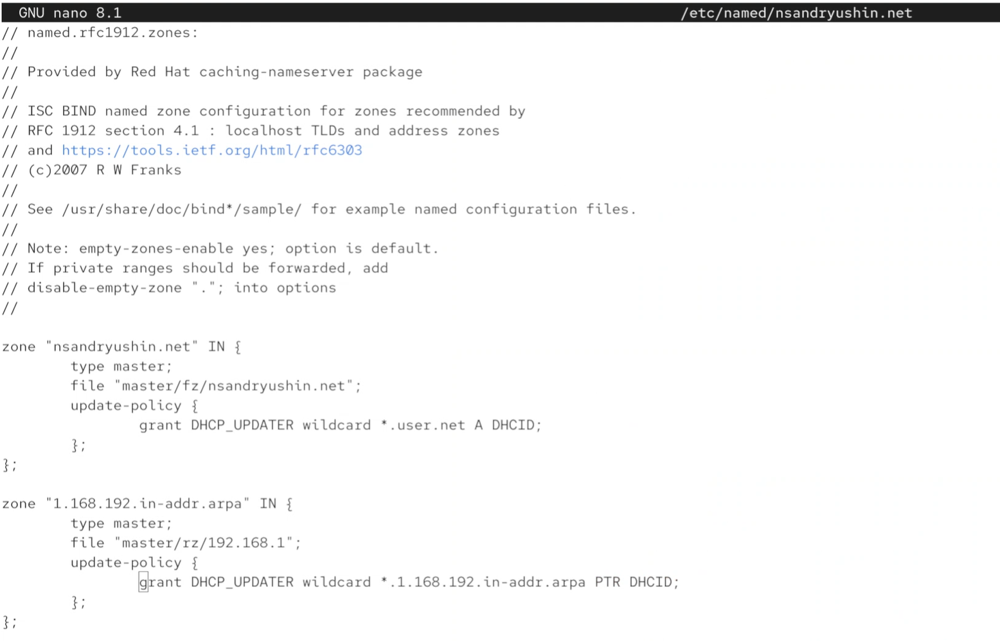 GNU nano 8.1 /etc/named/nsandryushin.net
// named.rfc1912.zones:
//
// Provided by Red Hat caching-nameserver package
//
// ISC BIND named zone configuration for zones recommended by
// RFC 1912 section 4.1 : localhost TLDs and address zones
// and https://tools.ietf.org/html/rfc6303
// (c)2007 R W Franks
//
// See /usr/share/doc/bind*/sample/ for example named configuration files.
//
// Note: empty-zones-enable yes; option is default.
// If private ranges should be forwarded, add
// disable-empty-zone "."; into options
//
zone "nsandryushin.net" IN {
type master;
file "master/fz/nsandryushin.net";
update-policy {
grant DHCP_UPDATER wildcard *.user.net A DHCID;
};
};
zone "1.168.192.in-addr.arpa" IN {
type master;
file "master/rz/192.168.1";
update-policy {
grant DHCP_UPDATER wildcard *.1.168.192.in-addr.arpa PTR DHCID;
};
};